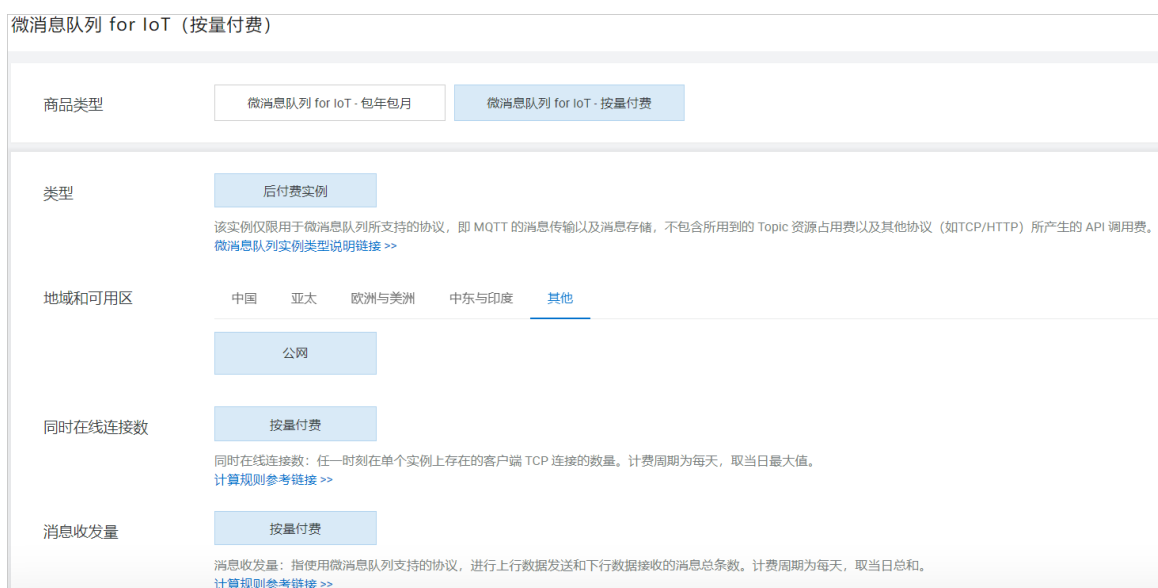 微消息队列 for IoT（按量付费）
商品类型
微消息队列 for IoT - 包年包月
微消息队列 for IoT - 按量付费
类型
后付费实例
该实例仅限用于微消息队列所支持的协议，即 MQTT 的消息传输以及消息存储，不包含所用到的 Topic 资源占用费以及其他协议（如TCP/HTTP）所产生的 API 调用费。
微消息队列实例类型说明链接 >>
地域和可用区
中国 亚太 欧洲与美洲 中东与印度 其他
公网
同时在线连接数
按量付费
同时在线连接数：任一时刻在单个实例上存在的客户端 TCP 连接的数量。计费周期为每天，取当日最大值。
计算规则参考链接 >>
消息收发量
按量付费
消息收发量：指使用微消息队列支持的协议，进行上行数据发送和下行数据接收的消息总条数。计费周期为每天，取当日总和。
计算规则参考链接 >>